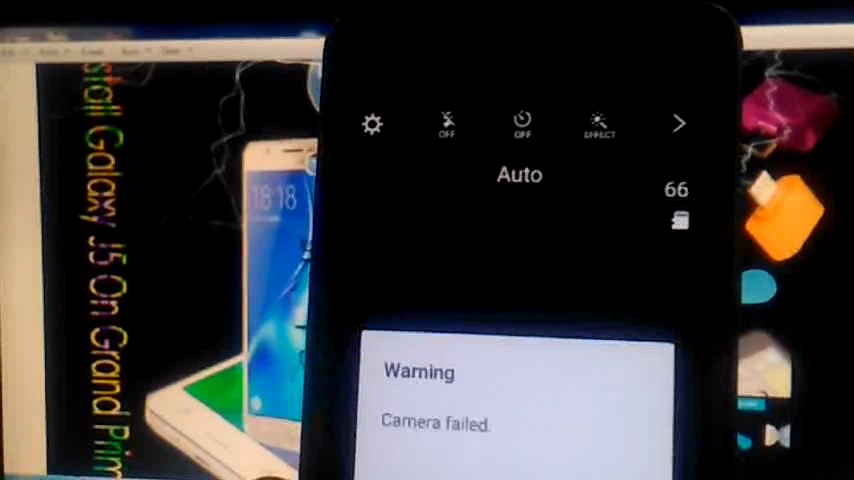 OFF
OFF
EFFECT
Auto
66
Warning
Camera failed.
18:18
stall Galaxy J5 On Grand Prim